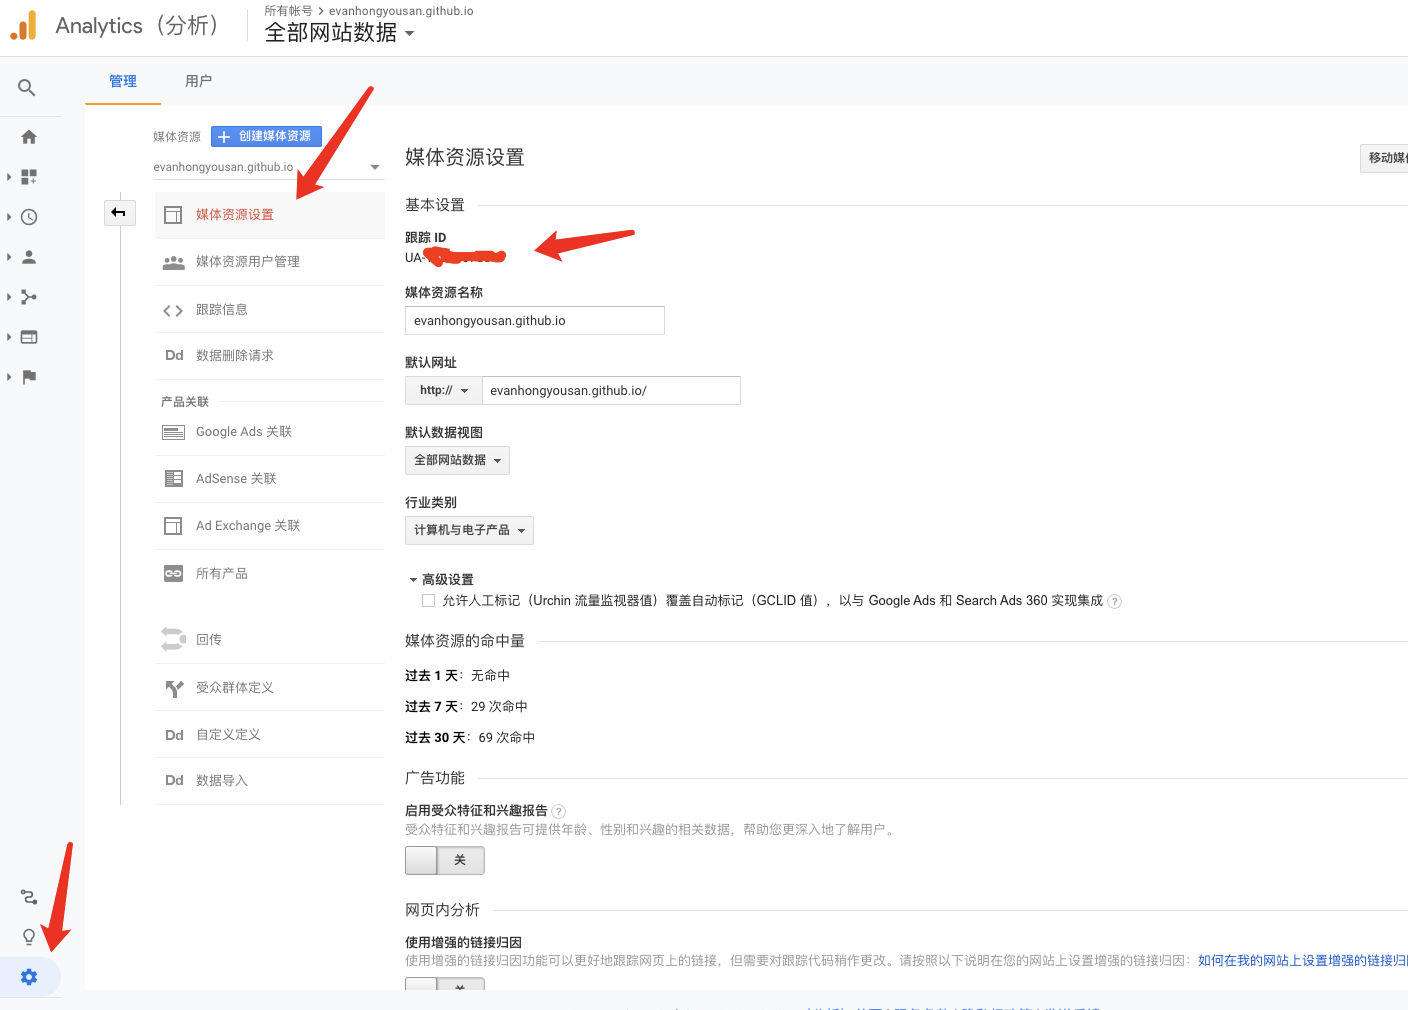 Analytics（分析）
所有帐号 > evanhongyousan.github.io
全部网站数据
管理
用户
媒体资源
+ 创建媒体资源
evanhongyousan.github.io
媒体资源设置
媒体资源用户管理
跟踪信息
Dd 数据删除请求
产品关联
Google Ads 关联
AdSense 关联
Ad Exchange 关联
所有产品
回传
受众群体定义
Dd 自定义定义
Dd 数据导入
媒体资源设置
移动媒
基本设置
跟踪 ID
UA-
媒体资源名称
evanhongyousan.github.io
默认网址
http:// evanhongyousan.github.io/
默认数据视图
全部网站数据
行业类别
计算机与电子产品
高级设置
允许人工标记（Urchin 流量监视器值）覆盖自动标记（GCLID 值），以与 Google Ads 和 Search Ads 360 实现集成 ?
媒体资源的命中量
过去 1 天：无命中
过去 7 天：29 次命中
过去 30 天：69 次命中
广告功能
启用受众特征和兴趣报告 ?
受众特征和兴趣报告可提供年龄、性别和兴趣的相关数据，帮助您更深入地了解用户。
关
网页内分析
使用增强的链接归因
使用增强的链接归因功能可以更好地跟踪网页上的链接，但需要对跟踪代码稍作更改。请按照以下说明在您的网站上设置增强的链接归因：如何在我的网站上设置增强的链接归